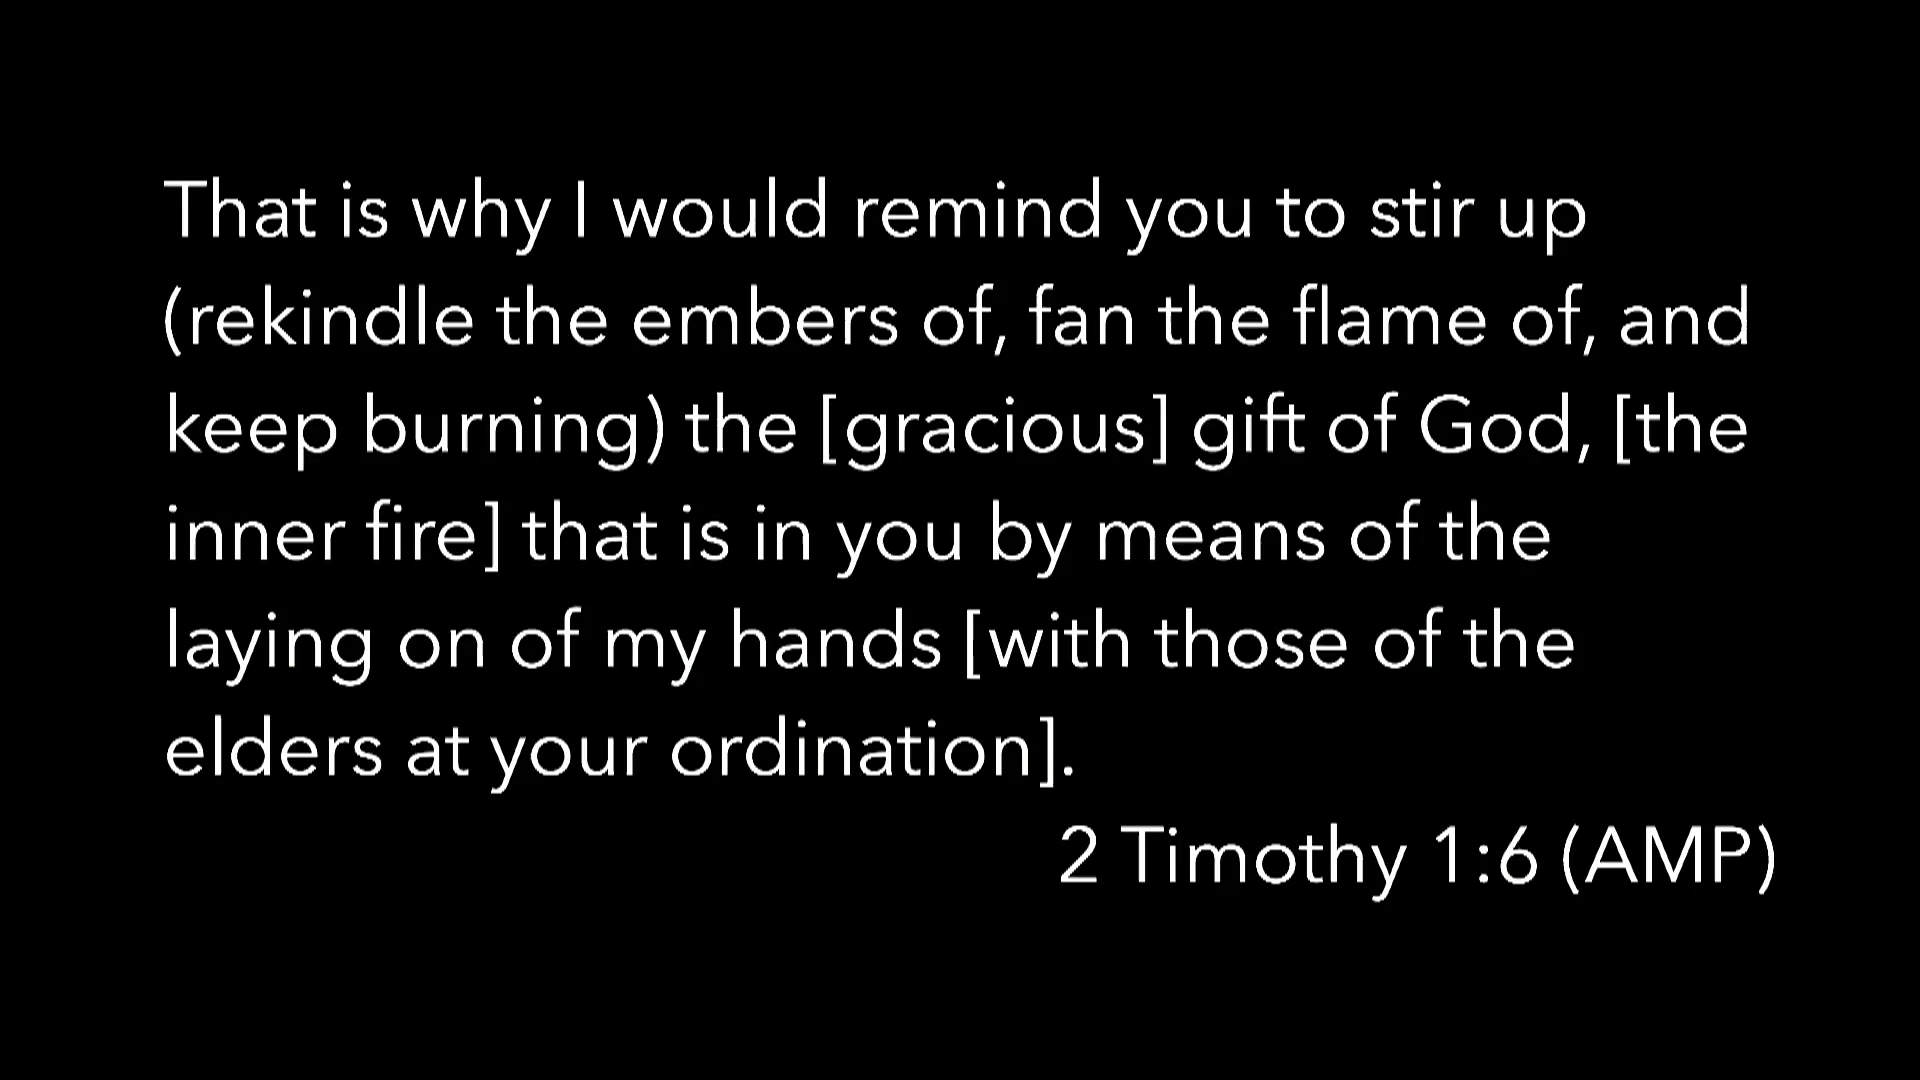 That is why I would remind you to stir up
(rekindle the embers of, fan the flame of, and
keep burning) the [gracious] gift of God, [the
inner fire] that is in you by means of the
laying on of my hands [with those of the
elders at your ordination].
2 Timothy 1:6 (AMP)